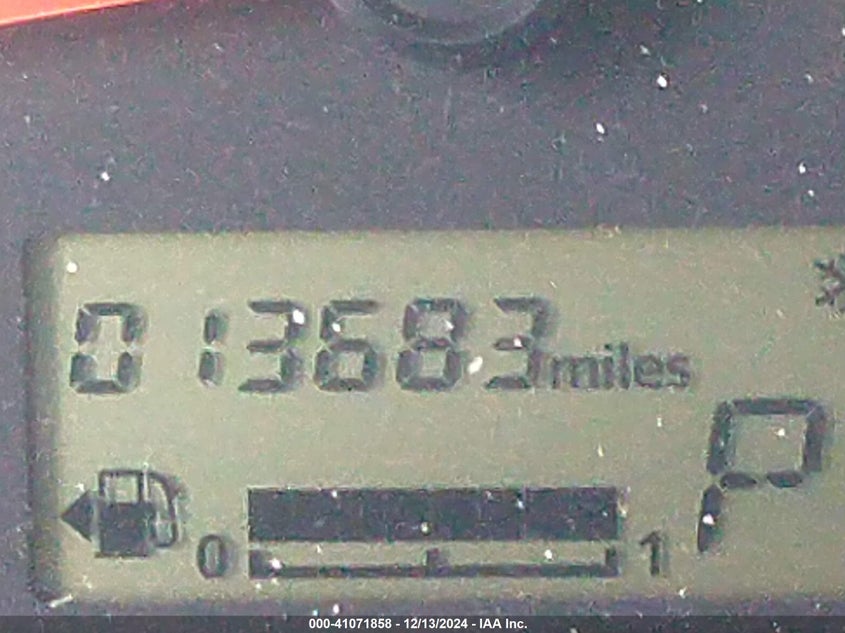 013683 miles
P
0 1
000-41071858 - 12/13/2024 - IAA Inc.